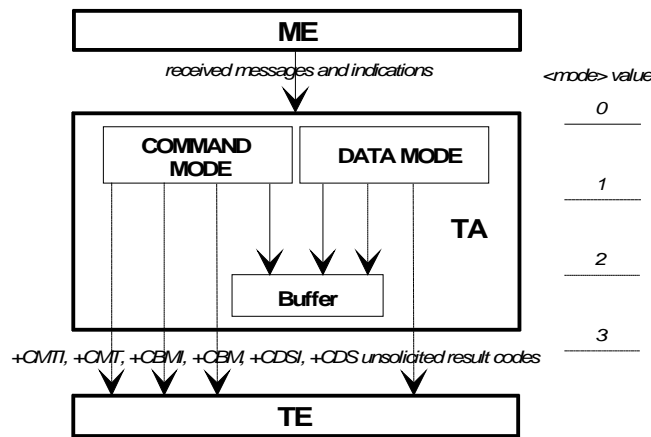 ME
received messages and indications
<mode> value
0
COMMAND
MODE
DATA MODE
1
TA
2
Buffer
3
+CMTI, +CMT, +CBMI, +CBM, +CDSI, +CDS unsolicited result codes
TE